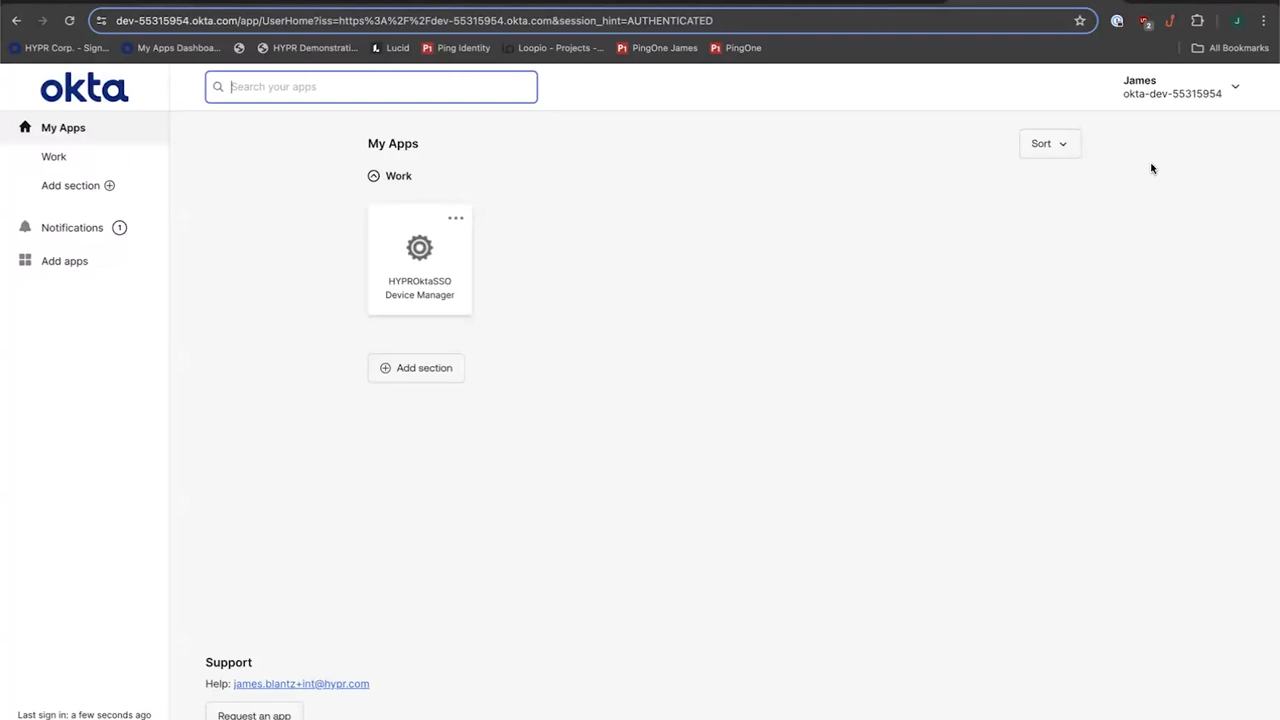 dev-55315954.okta.com/app/UserHome?iss=https%3A%2F%2Fdev-55315954.okta.com&session_hint=AUTHENTICATED
2
J
HYPR Corp. - Sign...
My Apps Dashboa...
HYPR Demonstrati...
Lucid
Ping Identity
Loopio - Projects -...
PingOne James
PingOne
All Bookmarks
okta
Search your apps
James
okta-dev-55315954
My Apps
Work
Add section
Notifications 1
Add apps
My Apps
Sort
Work
HYPROktaSSO
Device Manager
Add section
Support
Help: james.blantz+int@hypr.com
Request an app
Last sign in: a few seconds ago